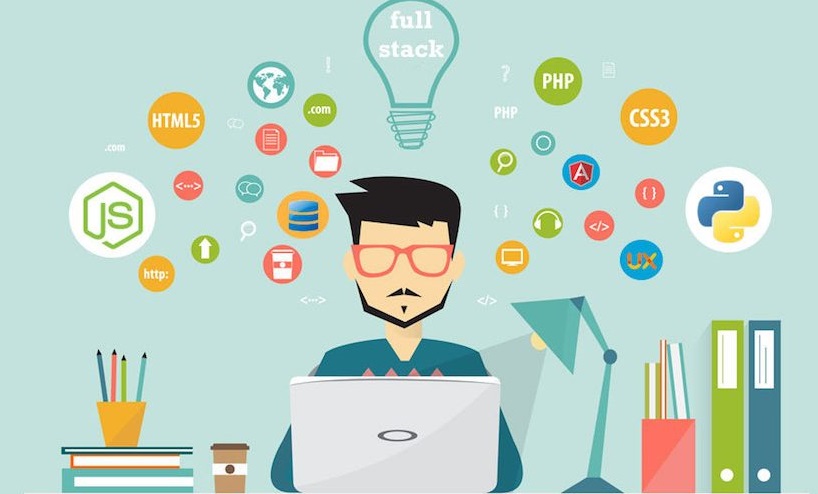 full
stack
PHP
.com
HTML5
CSS3
PHP
.com
JS
http:
UX
A